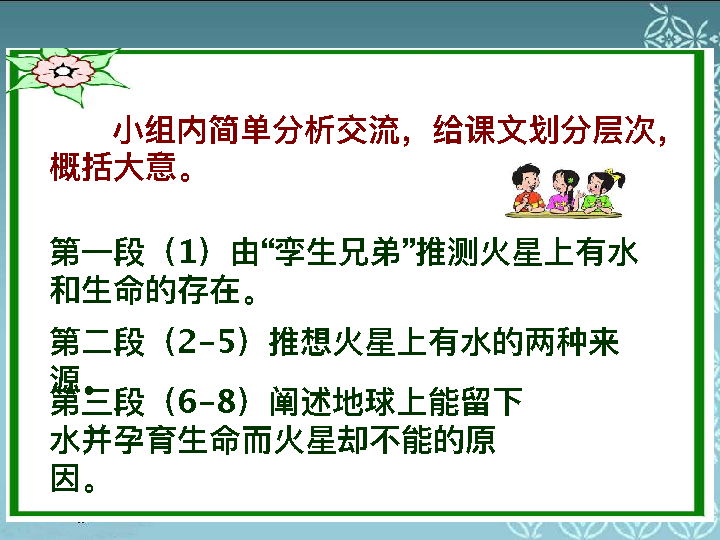 小组内简单分析交流，给课文划分层次，
概括大意。
第一段（1）由“孪生兄弟”推测火星上有水
和生命的存在。
第二段（2-5）推想火星上有水的两种来
源。
第三段（6-8）阐述地球上能留下
水并孕育生命而火星却不能的原
因。